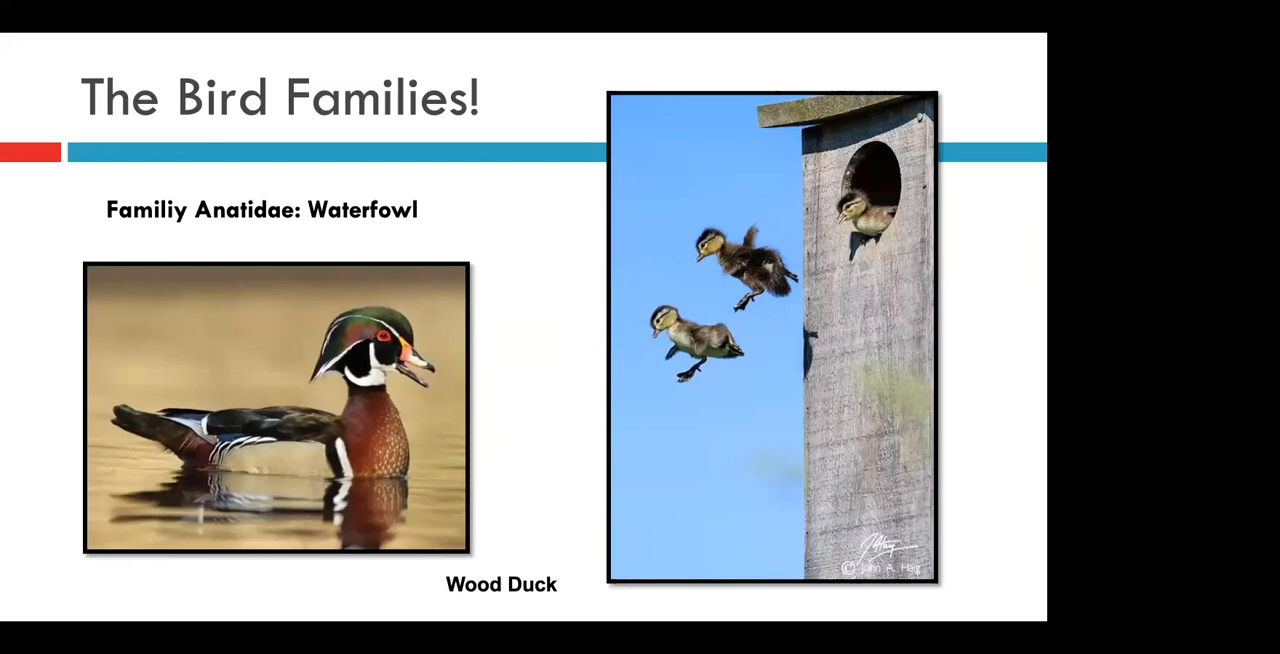 The Bird Families!
Familiy Anatidae: Waterfowl
Wood Duck
© John A. Haig